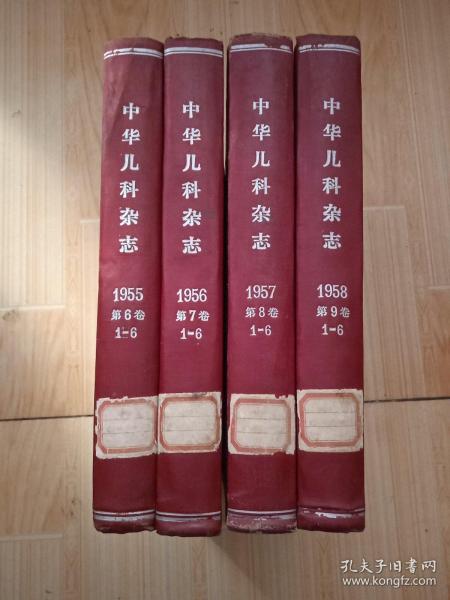 中华儿科杂志
1955
第6卷
1-6
中华儿科杂志
1956
第7卷
1-6
中华儿科杂志
1957
第8卷
1-6
中华儿科杂志
1958
第9卷
1-6
孔夫子旧书网
www.kongfz.com